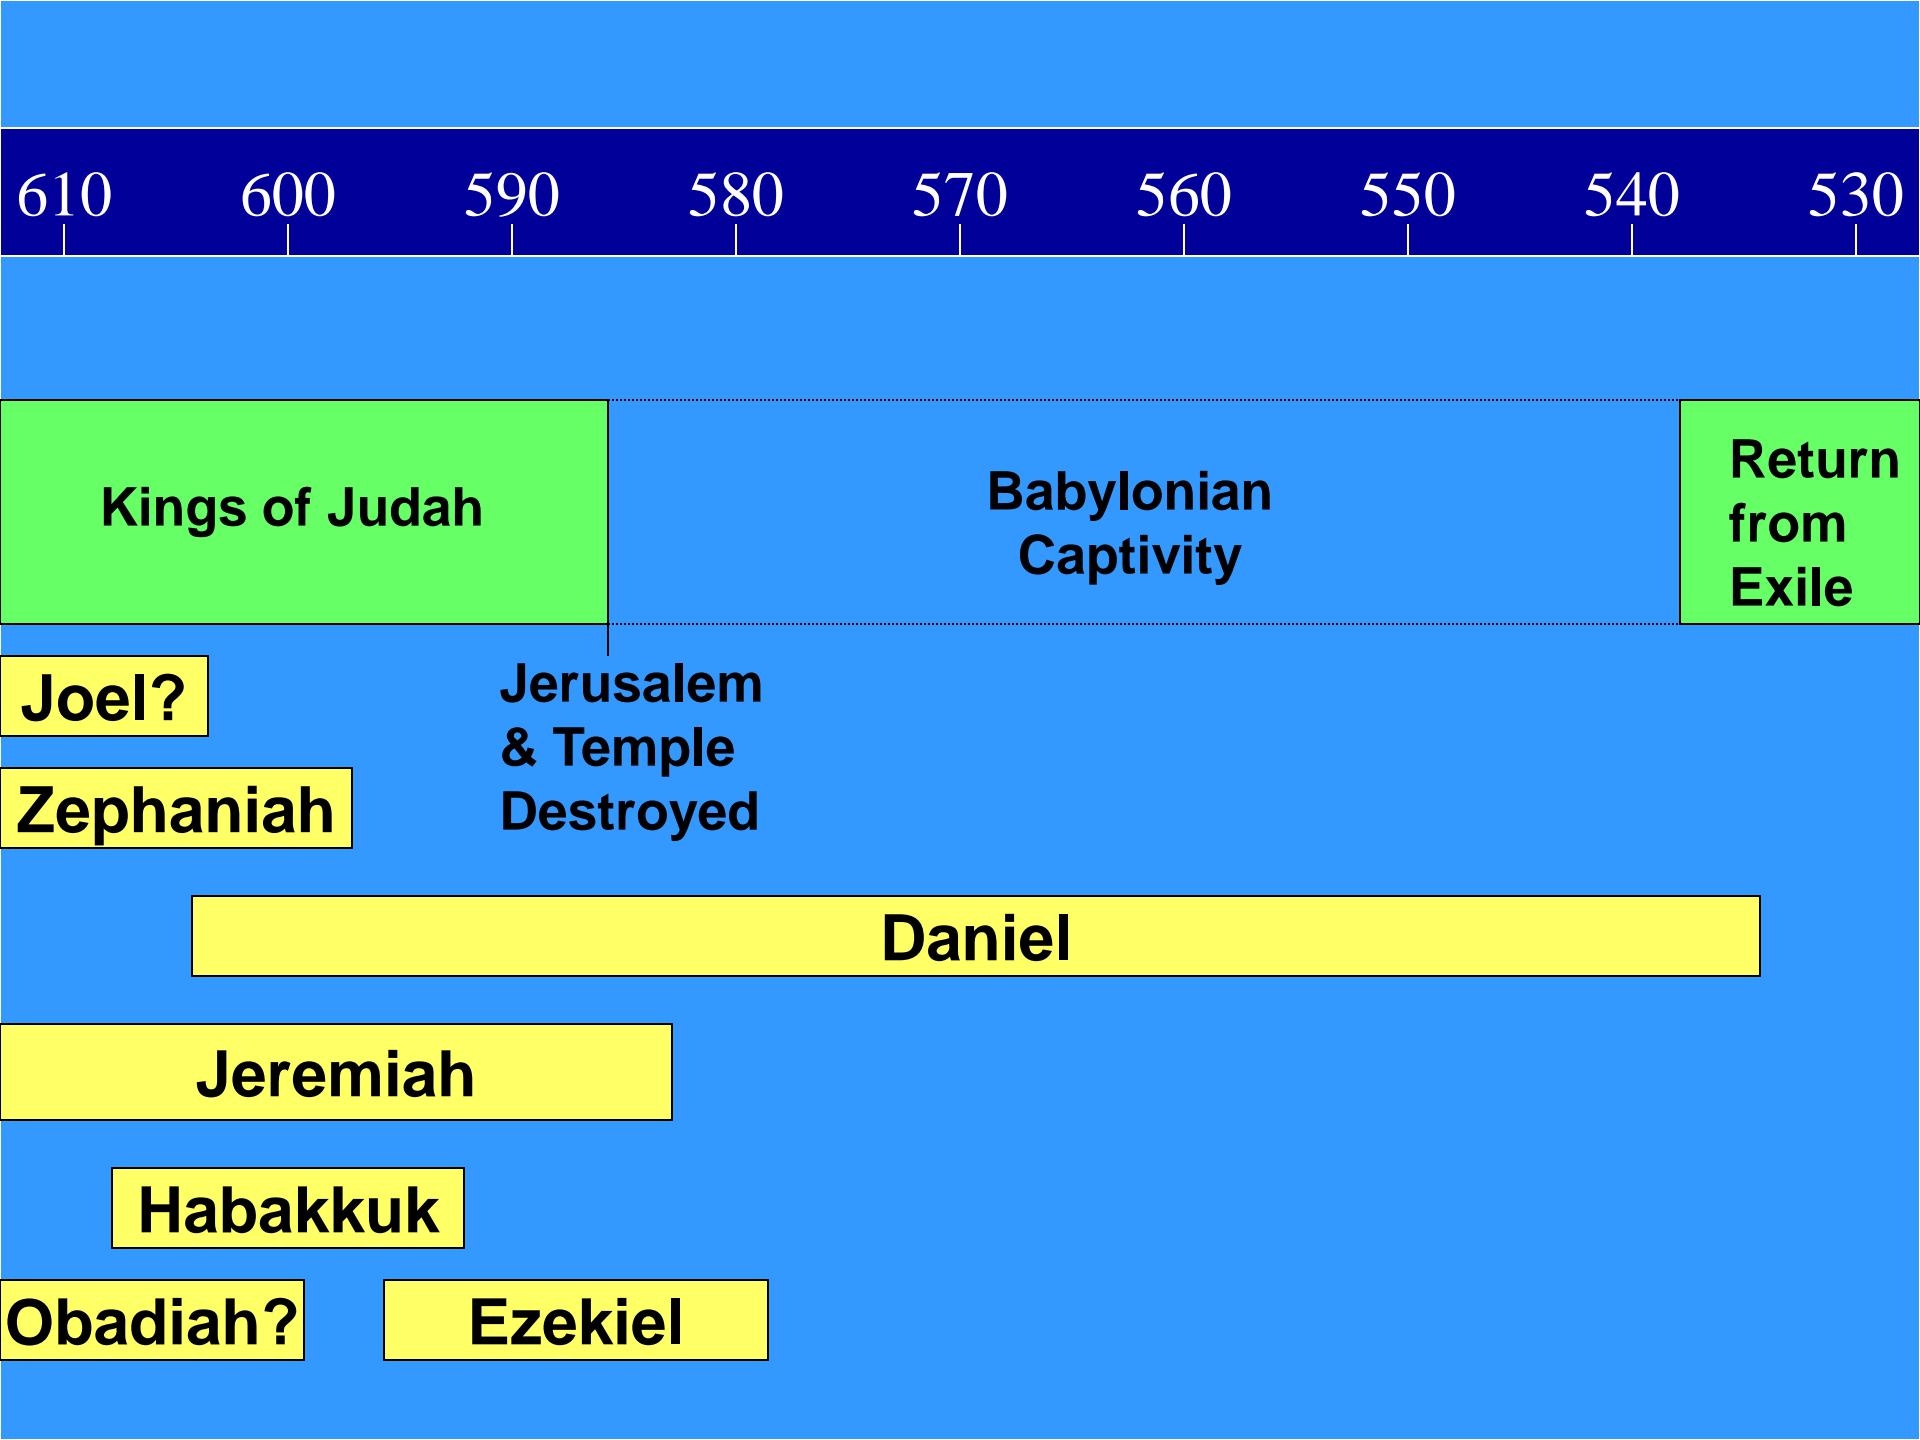 610 600 590 580 570 560 550 540 530
Kings of Judah
Babylonian
Captivity
Return
from
Exile
Jerusalem
& Temple
Destroyed
Joel?
Zephaniah
Daniel
Jeremiah
Habakkuk
Obadiah?
Ezekiel